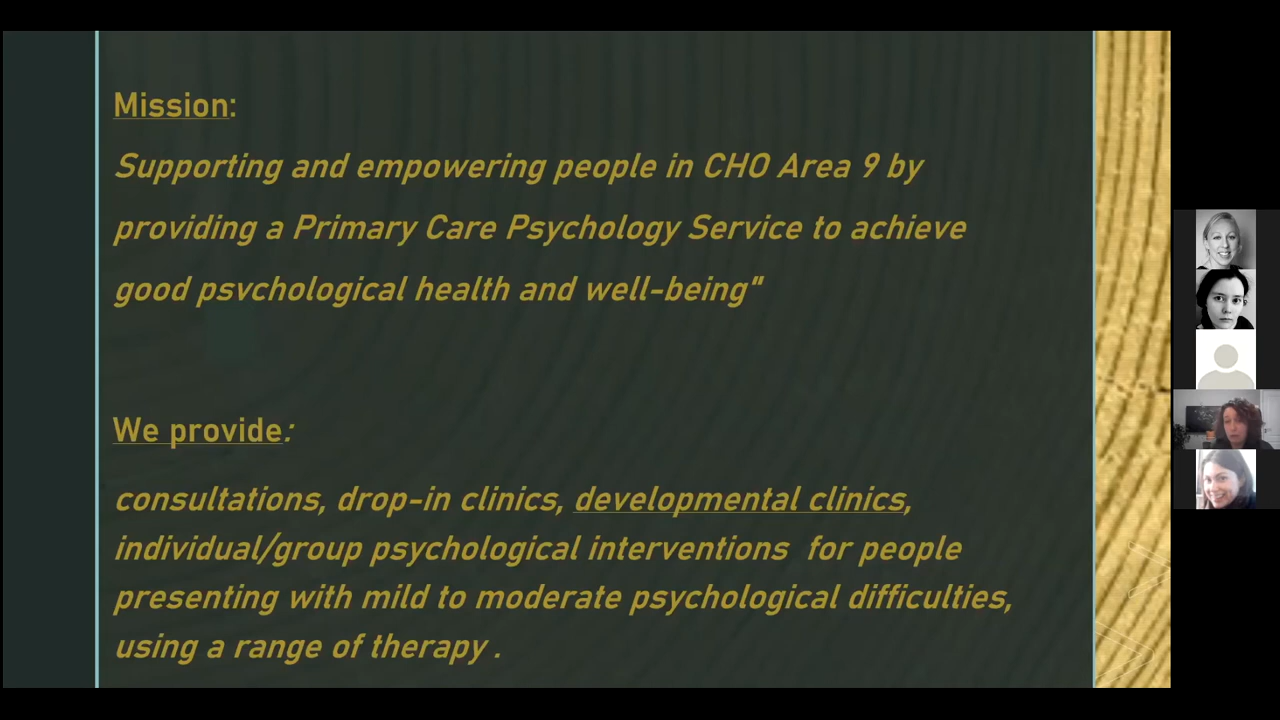 Mission:
Supporting and empowering people in CHO Area 9 by
providing a Primary Care Psychology Service to achieve
good psvchological health and well-being"
We provide:
consultations, drop-in clinics, developmental clinics,
individual/group psychological interventions for people
presenting with mild to moderate psychological difficulties,
using a range of therapy .